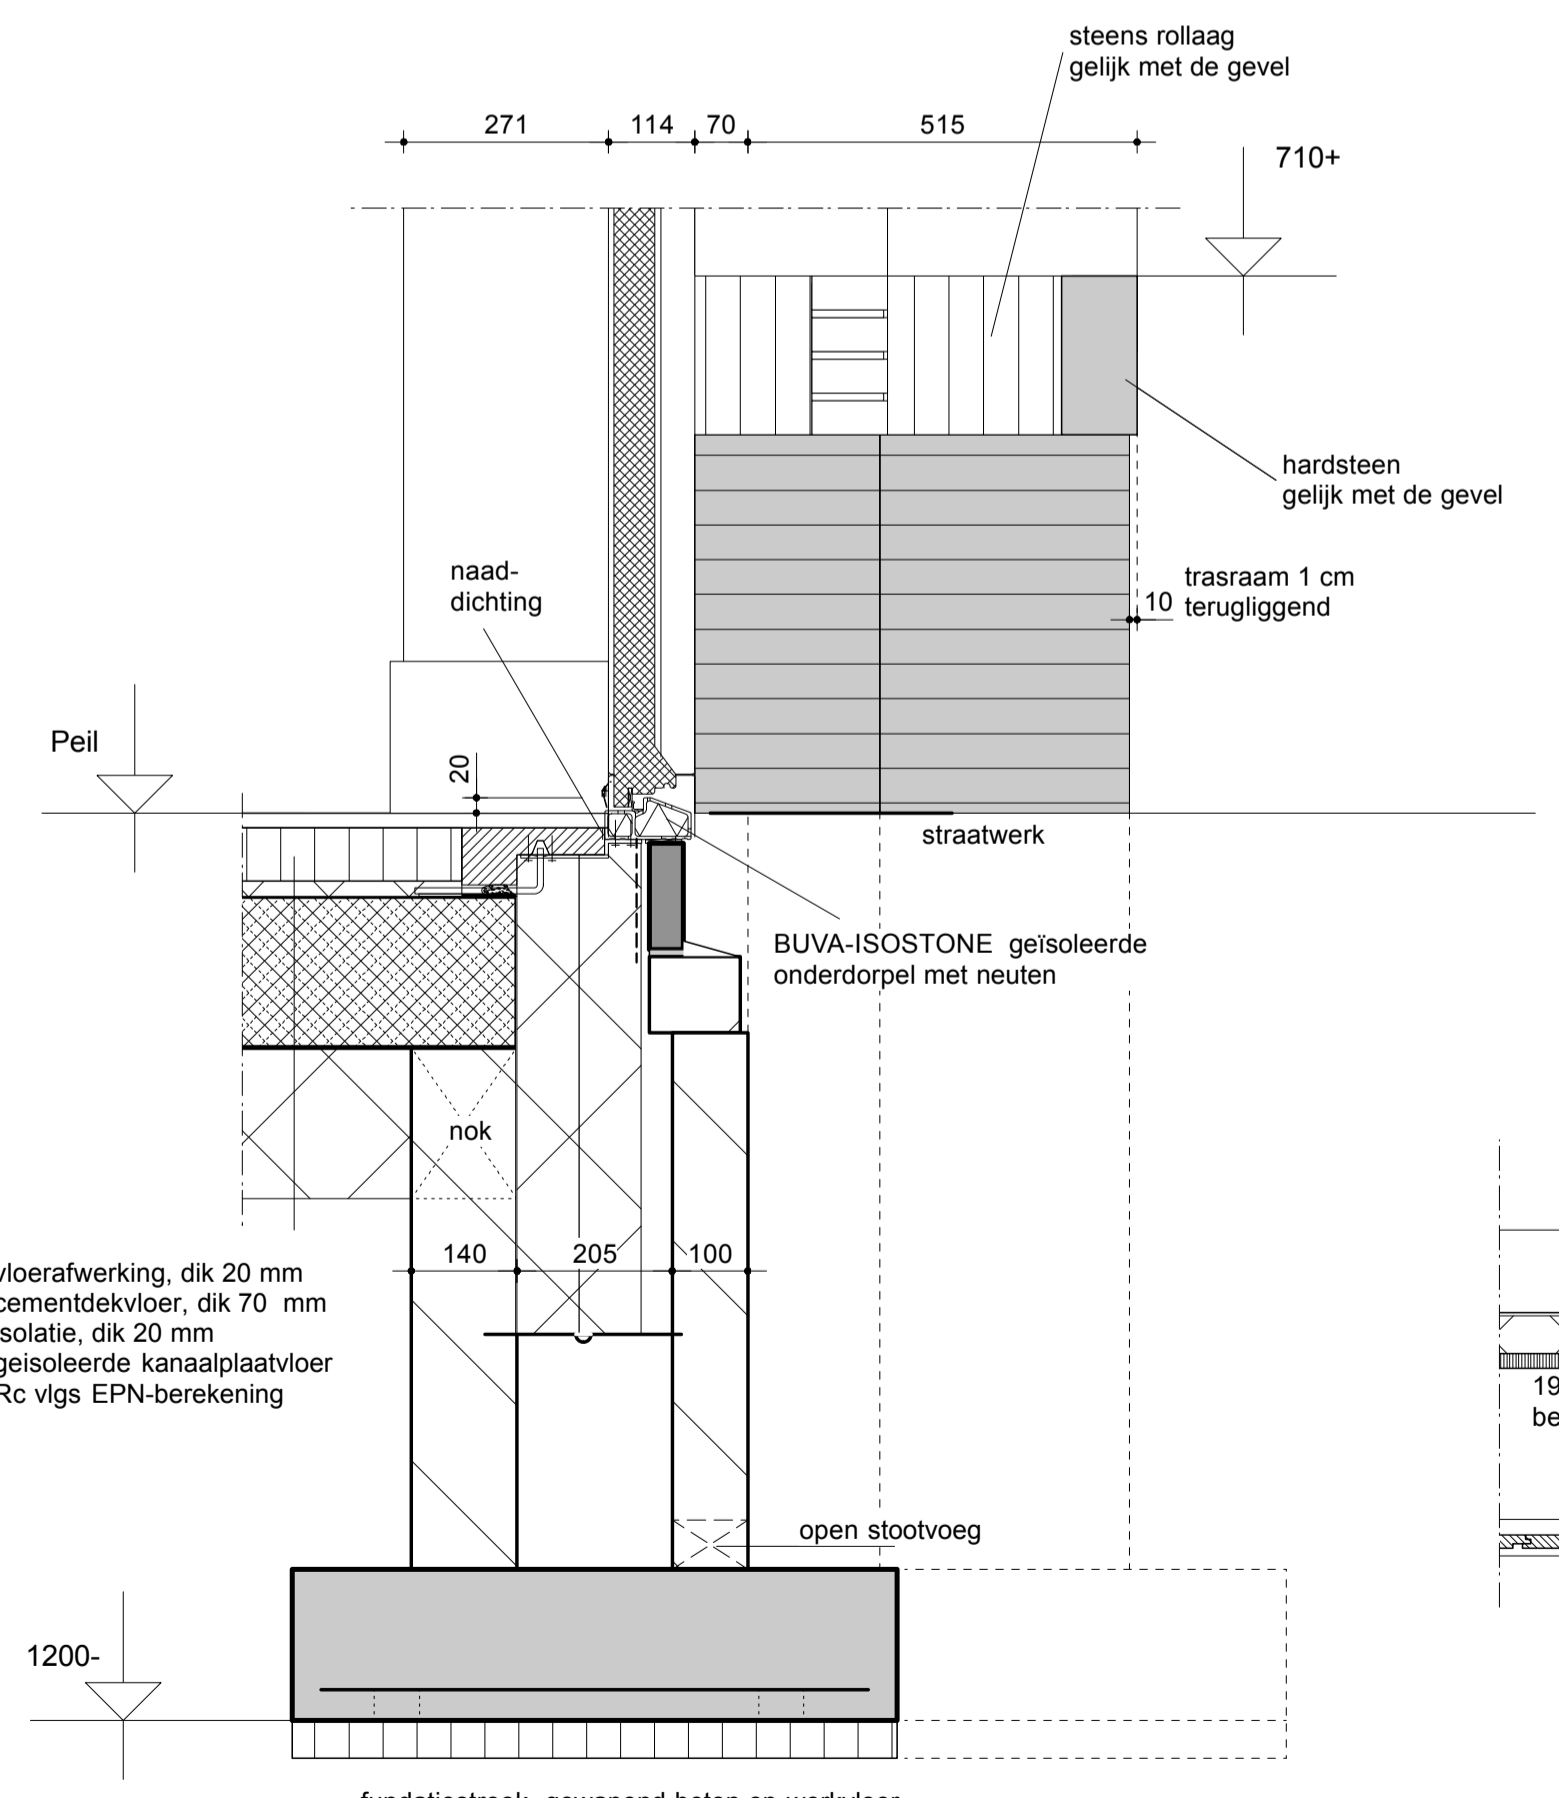 steens rollaag
gelijk met de gevel
271
114
70
515
710+
hardsteen
gelijk met de gevel
naad-
dichting
trasraam 1 cm
10 terugliggend
Peil
20
straatwerk
BUVA-ISOSTONE geïsoleerde
onderdorpel met neuten
nok
140
205
100
vloerafwerking, dik 20 mm
cementdekvloer, dik 70 mm
solatie, dik 20 mm
geisoleerde kanaalplaatvloer
Rc vlgs EPN-berekening
19
be
open stootvoeg
1200-